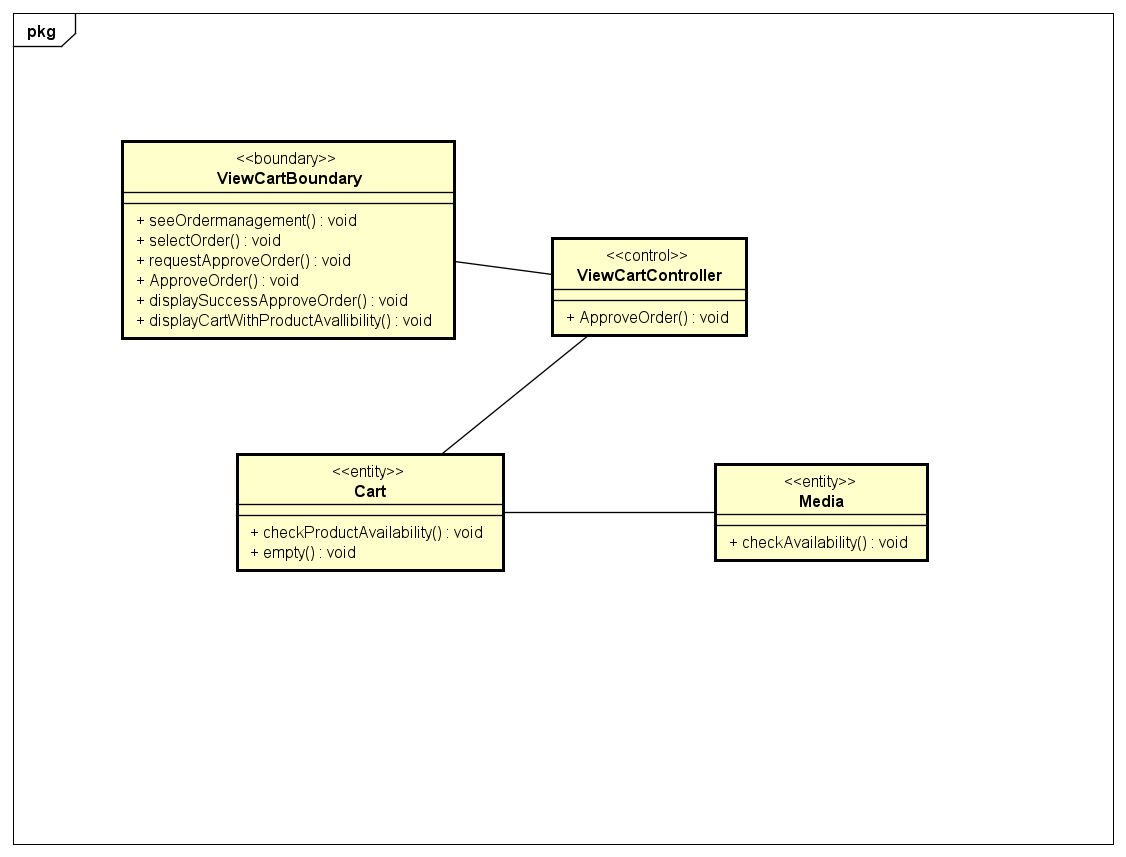 pkg
<<boundary>>
ViewCartBoundary
+ seeOrdermanagement() : void
+ selectOrder() : void
+ requestApproveOrder() : void
+ ApproveOrder() : void
+ displaySuccessApproveOrder() : void
+ displayCartWithProductAvallibility() : void
<<control>>
ViewCartController
+ ApproveOrder() : void
<<entity>>
Cart
+ checkProductAvailability() : void
+ empty() : void
<<entity>>
Media
+ checkAvailability() : void